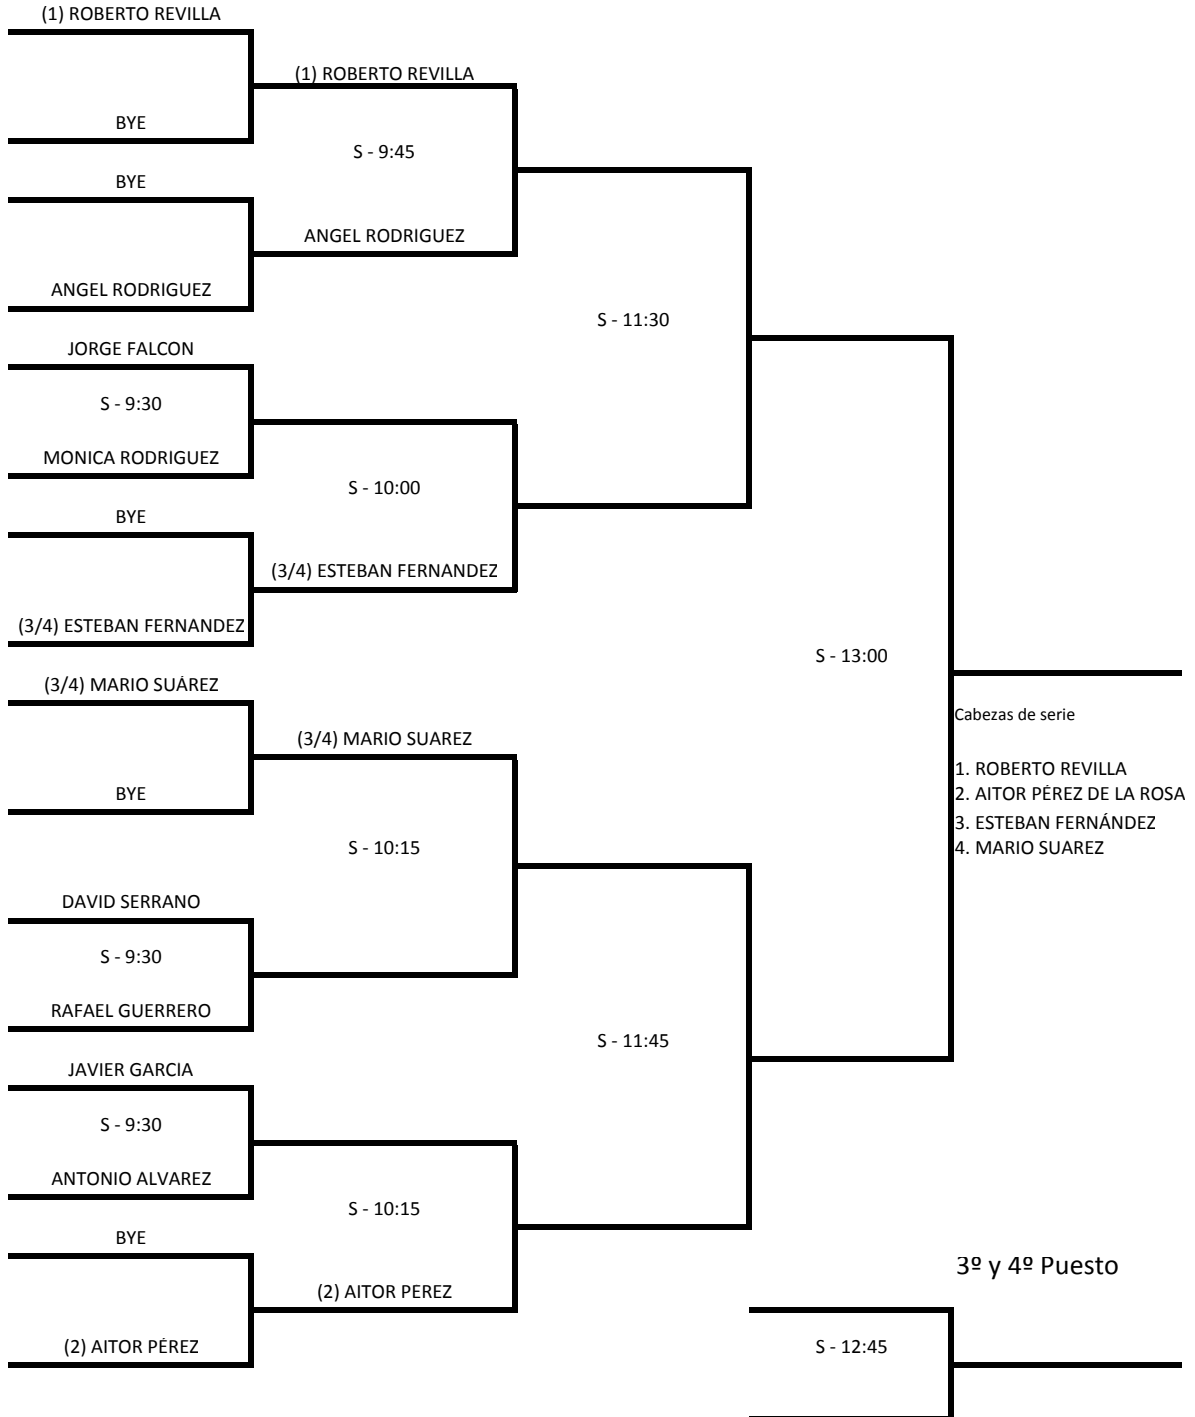 (1) ROBERTO REVILLA
(1) ROBERTO REVILLA
BYE
S - 9:45
BYE
ANGEL RODRIGUEZ
ANGEL RODRIGUEZ
S - 11:30
JORGE FALCON
S - 9:30
MONICA RODRIGUEZ
S - 10:00
BYE
(3/4) ESTEBAN FERNANDEZ
(3/4) ESTEBAN FERNANDEZ
S - 13:00
(3/4) MARIO SUÁREZ
Cabezas de serie
(3/4) MARIO SUAREZ
1. ROBERTO REVILLA
BYE
2. AITOR PÉREZ DE LA ROSA
3. ESTEBAN FERNÁNDEZ
S - 10:15
4. MARIO SUAREZ
DAVID SERRANO
S - 9:30
RAFAEL GUERRERO
S - 11:45
JAVIER GARCIA
S - 9:30
ANTONIO ALVAREZ
S - 10:15
BYE
3º y 4º Puesto
(2) AITOR PEREZ
(2) AITOR PÉREZ
S - 12:45